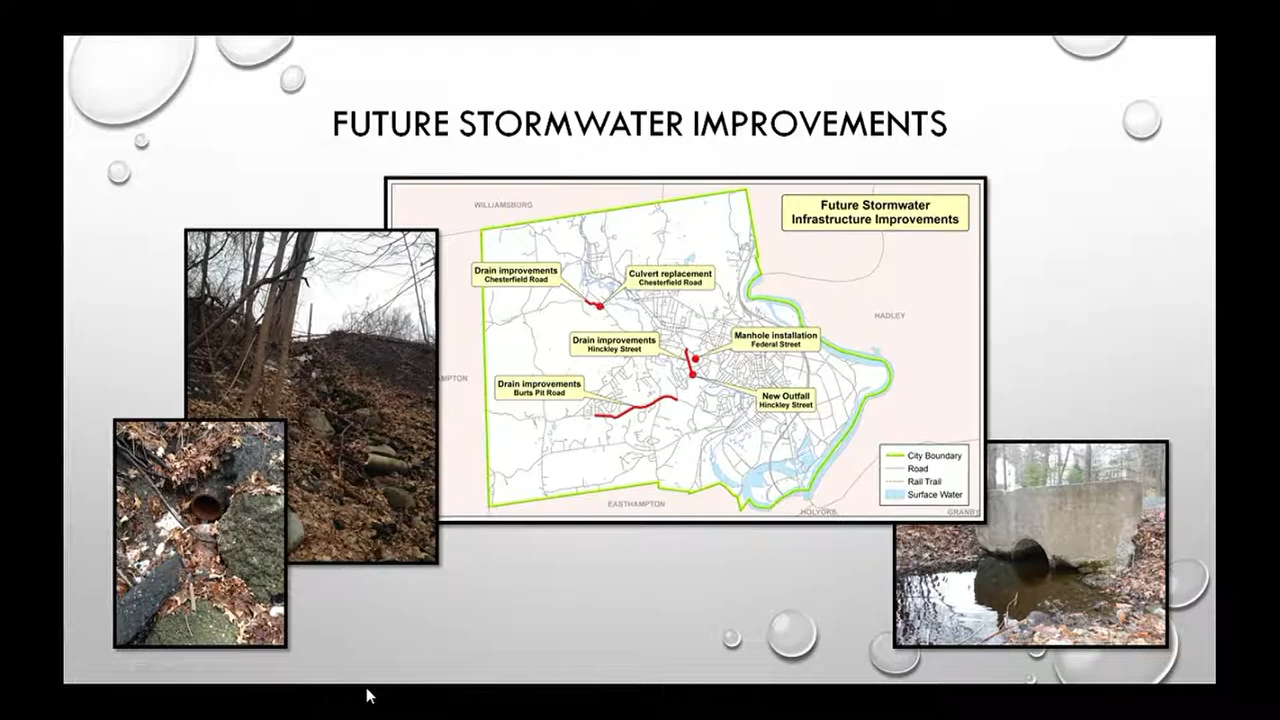 FUTURE STORMWATER IMPROVEMENTS
WILLIAMSBURG
Future Stormwater
Infrastructure Improvements
Drain improvements
Chesterfield Road
Culvert replacement
Chesterfield Road
HADLEY
Drain improvements
Hinckley Street
Manhole installation
Federal Street
MPTON
Drain improvements
Burts Pit Road
New Outfall
Hinckley Street
City Boundary
Road
Rail Trail
Surface Water
EASTHAMPTON
HOLYOKE
GRANBY